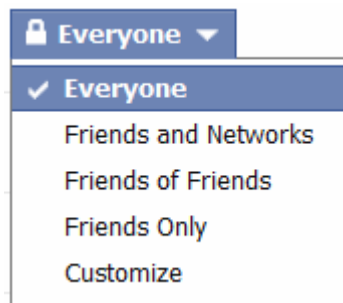 Everyone
Everyone
Friends and Networks
Friends of Friends
Friends Only
Customize